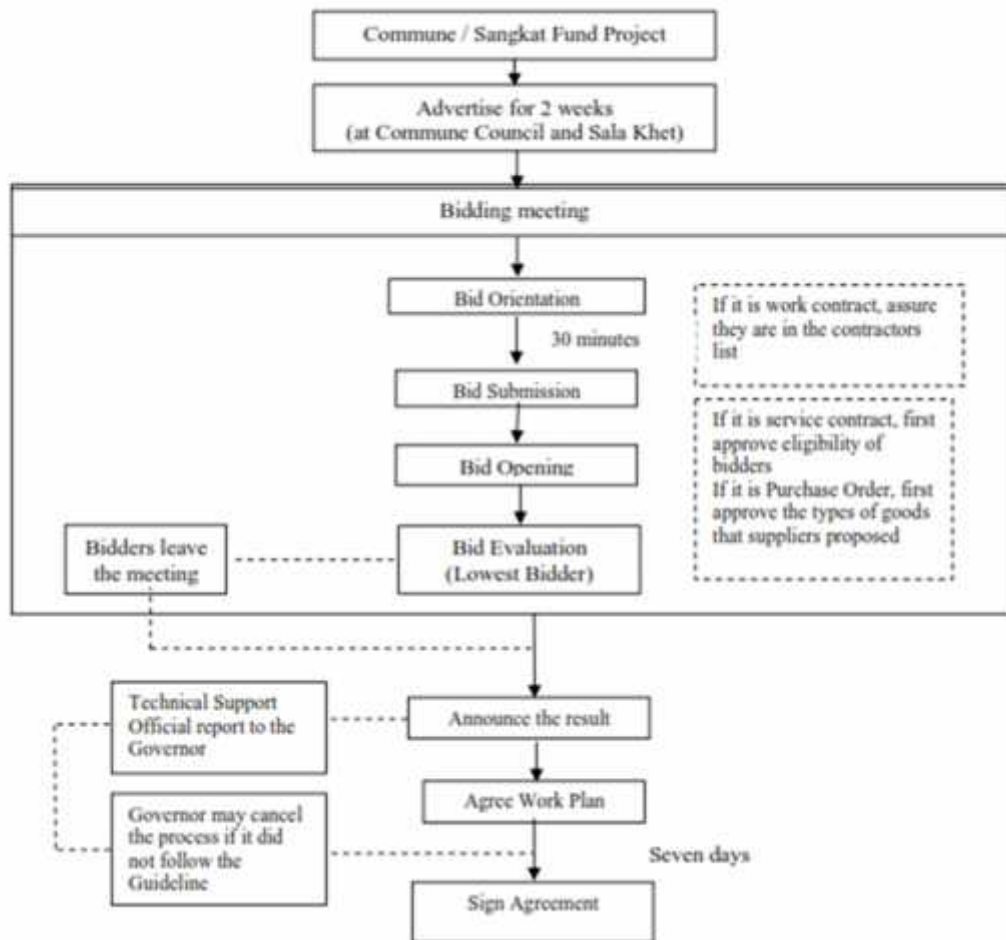 Commune / Sangkat Fund Project
Advertise for 2 weeks
(at Commune Council and Sala Khet)
Bidding meeting
Bid Orientation
30 minutes
Bid Submission
Bid Opening
Bid Evaluation
(Lowest Bidder)
Bidders leave
the meeting
If it is work contract, assure
they are in the contractors
list
If it is service contract, first
approve eligibility of
bidders
If it is Purchase Order, first
approve the types of goods
that suppliers proposed
Announce the result
Technical Support
Official report to the
Governor
Agree Work Plan
Governor may cancel
the process if it did
not follow the
Guideline
Seven days
Sign Agreement